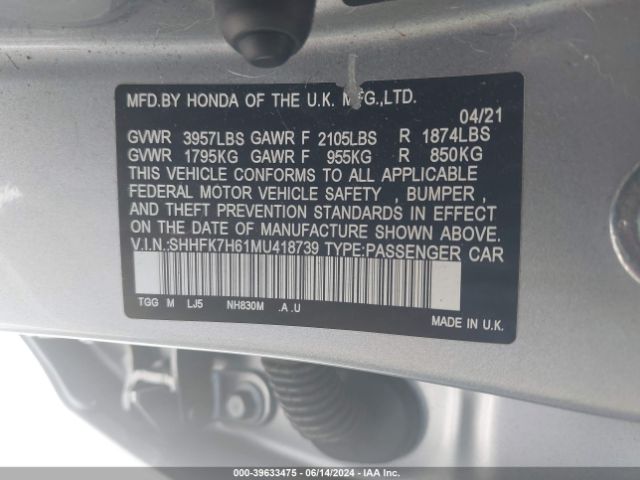 MFD.BY HONDA OF THE U.K. MFG.,LTD.
04/21
GVWR 3957LBS GAWR F 2105LBS R 1874LBS
GVWR 1795KG GAWR F 955KG R 850KG
THIS VEHICLE CONFORMS TO ALL APPLICABLE
FEDERAL MOTOR VEHICLE SAFETY , BUMPER ,
AND THEFT PREVENTION STANDARDS IN EFFECT
ON THE DATE OF MANUFACTURE SHOWN ABOVE.
V.I.N.:SHHFK7H61MU418739 TYPE:PASSENGER CAR
TGG M LJ5 NH830M .A .U
MADE IN U.K.
000-39633475 - 06/14/2024 - IAA Inc.